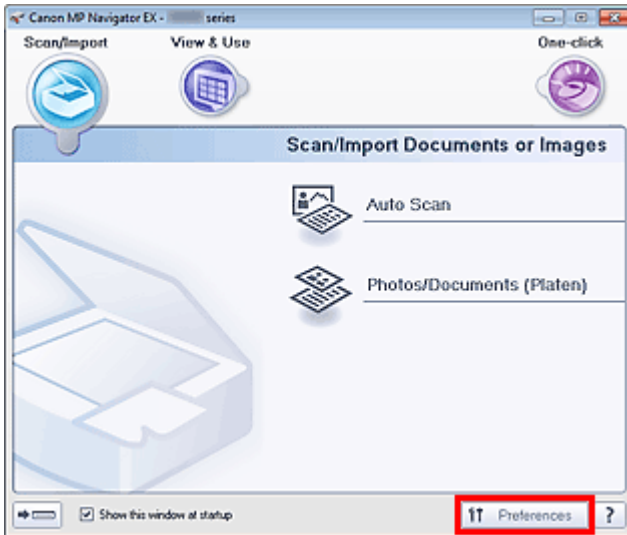 Canon MP Navigator EX - series
Scan/Import View & Use One-click
Scan/Import Documents or Images
Auto Scan
Photos/Documents (Platen)
Show this window at startup Preferences ?